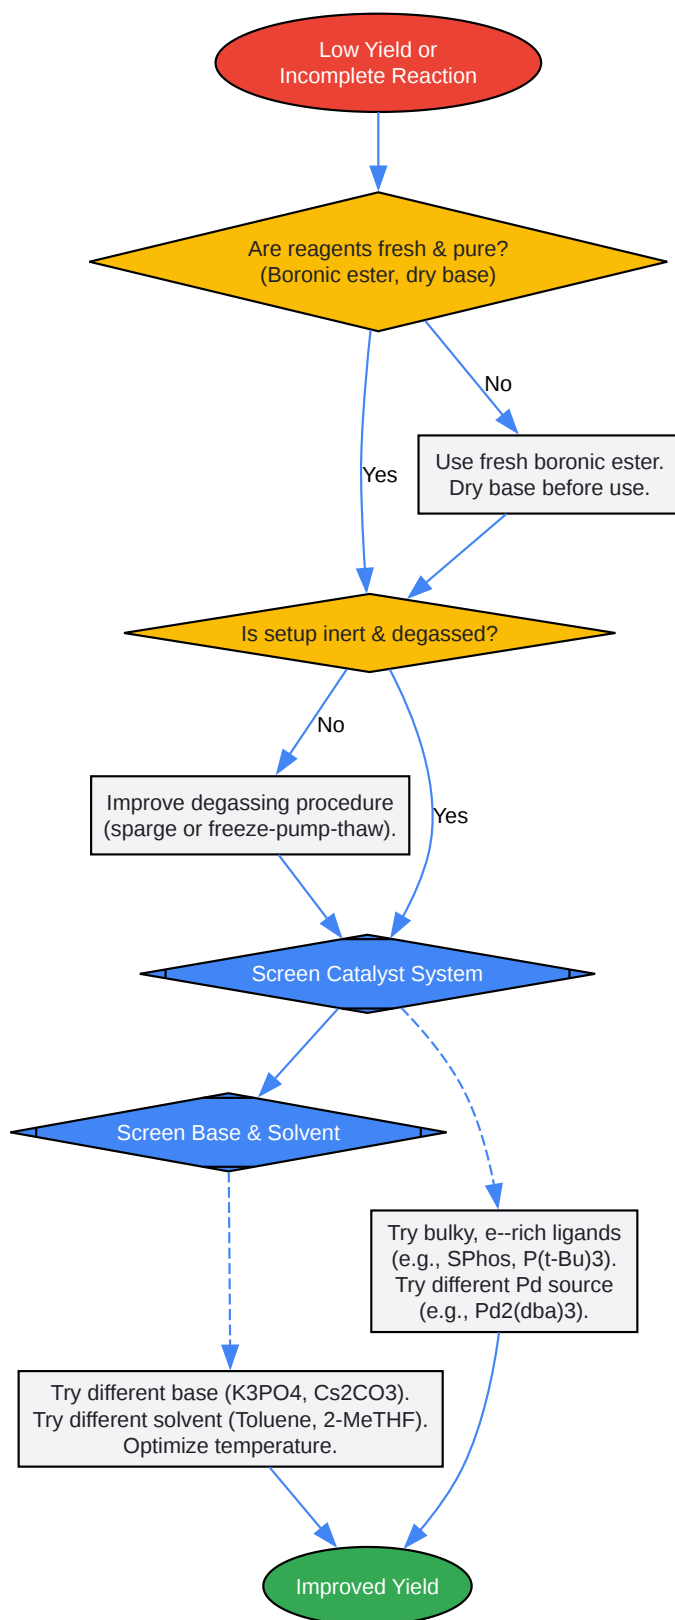 Low Yield or
Incomplete Reaction
Are reagents fresh & pure?
(Boronic ester, dry base)
No
Yes
Use fresh boronic ester.
Dry base before use.
Is setup inert & degassed?
No
Improve degassing procedure
(sparge or freeze-pump-thaw).
Yes
Screen Catalyst System
Screen Base & Solvent
Try bulky, e--rich ligands
(e.g., SPhos, P(t-Bu)3).
Try different Pd source
(e.g., Pd2(dba)3).
Try different base (K3PO4, Cs2CO3).
Try different solvent (Toluene, 2-MeTHF).
Optimize temperature.
Improved Yield